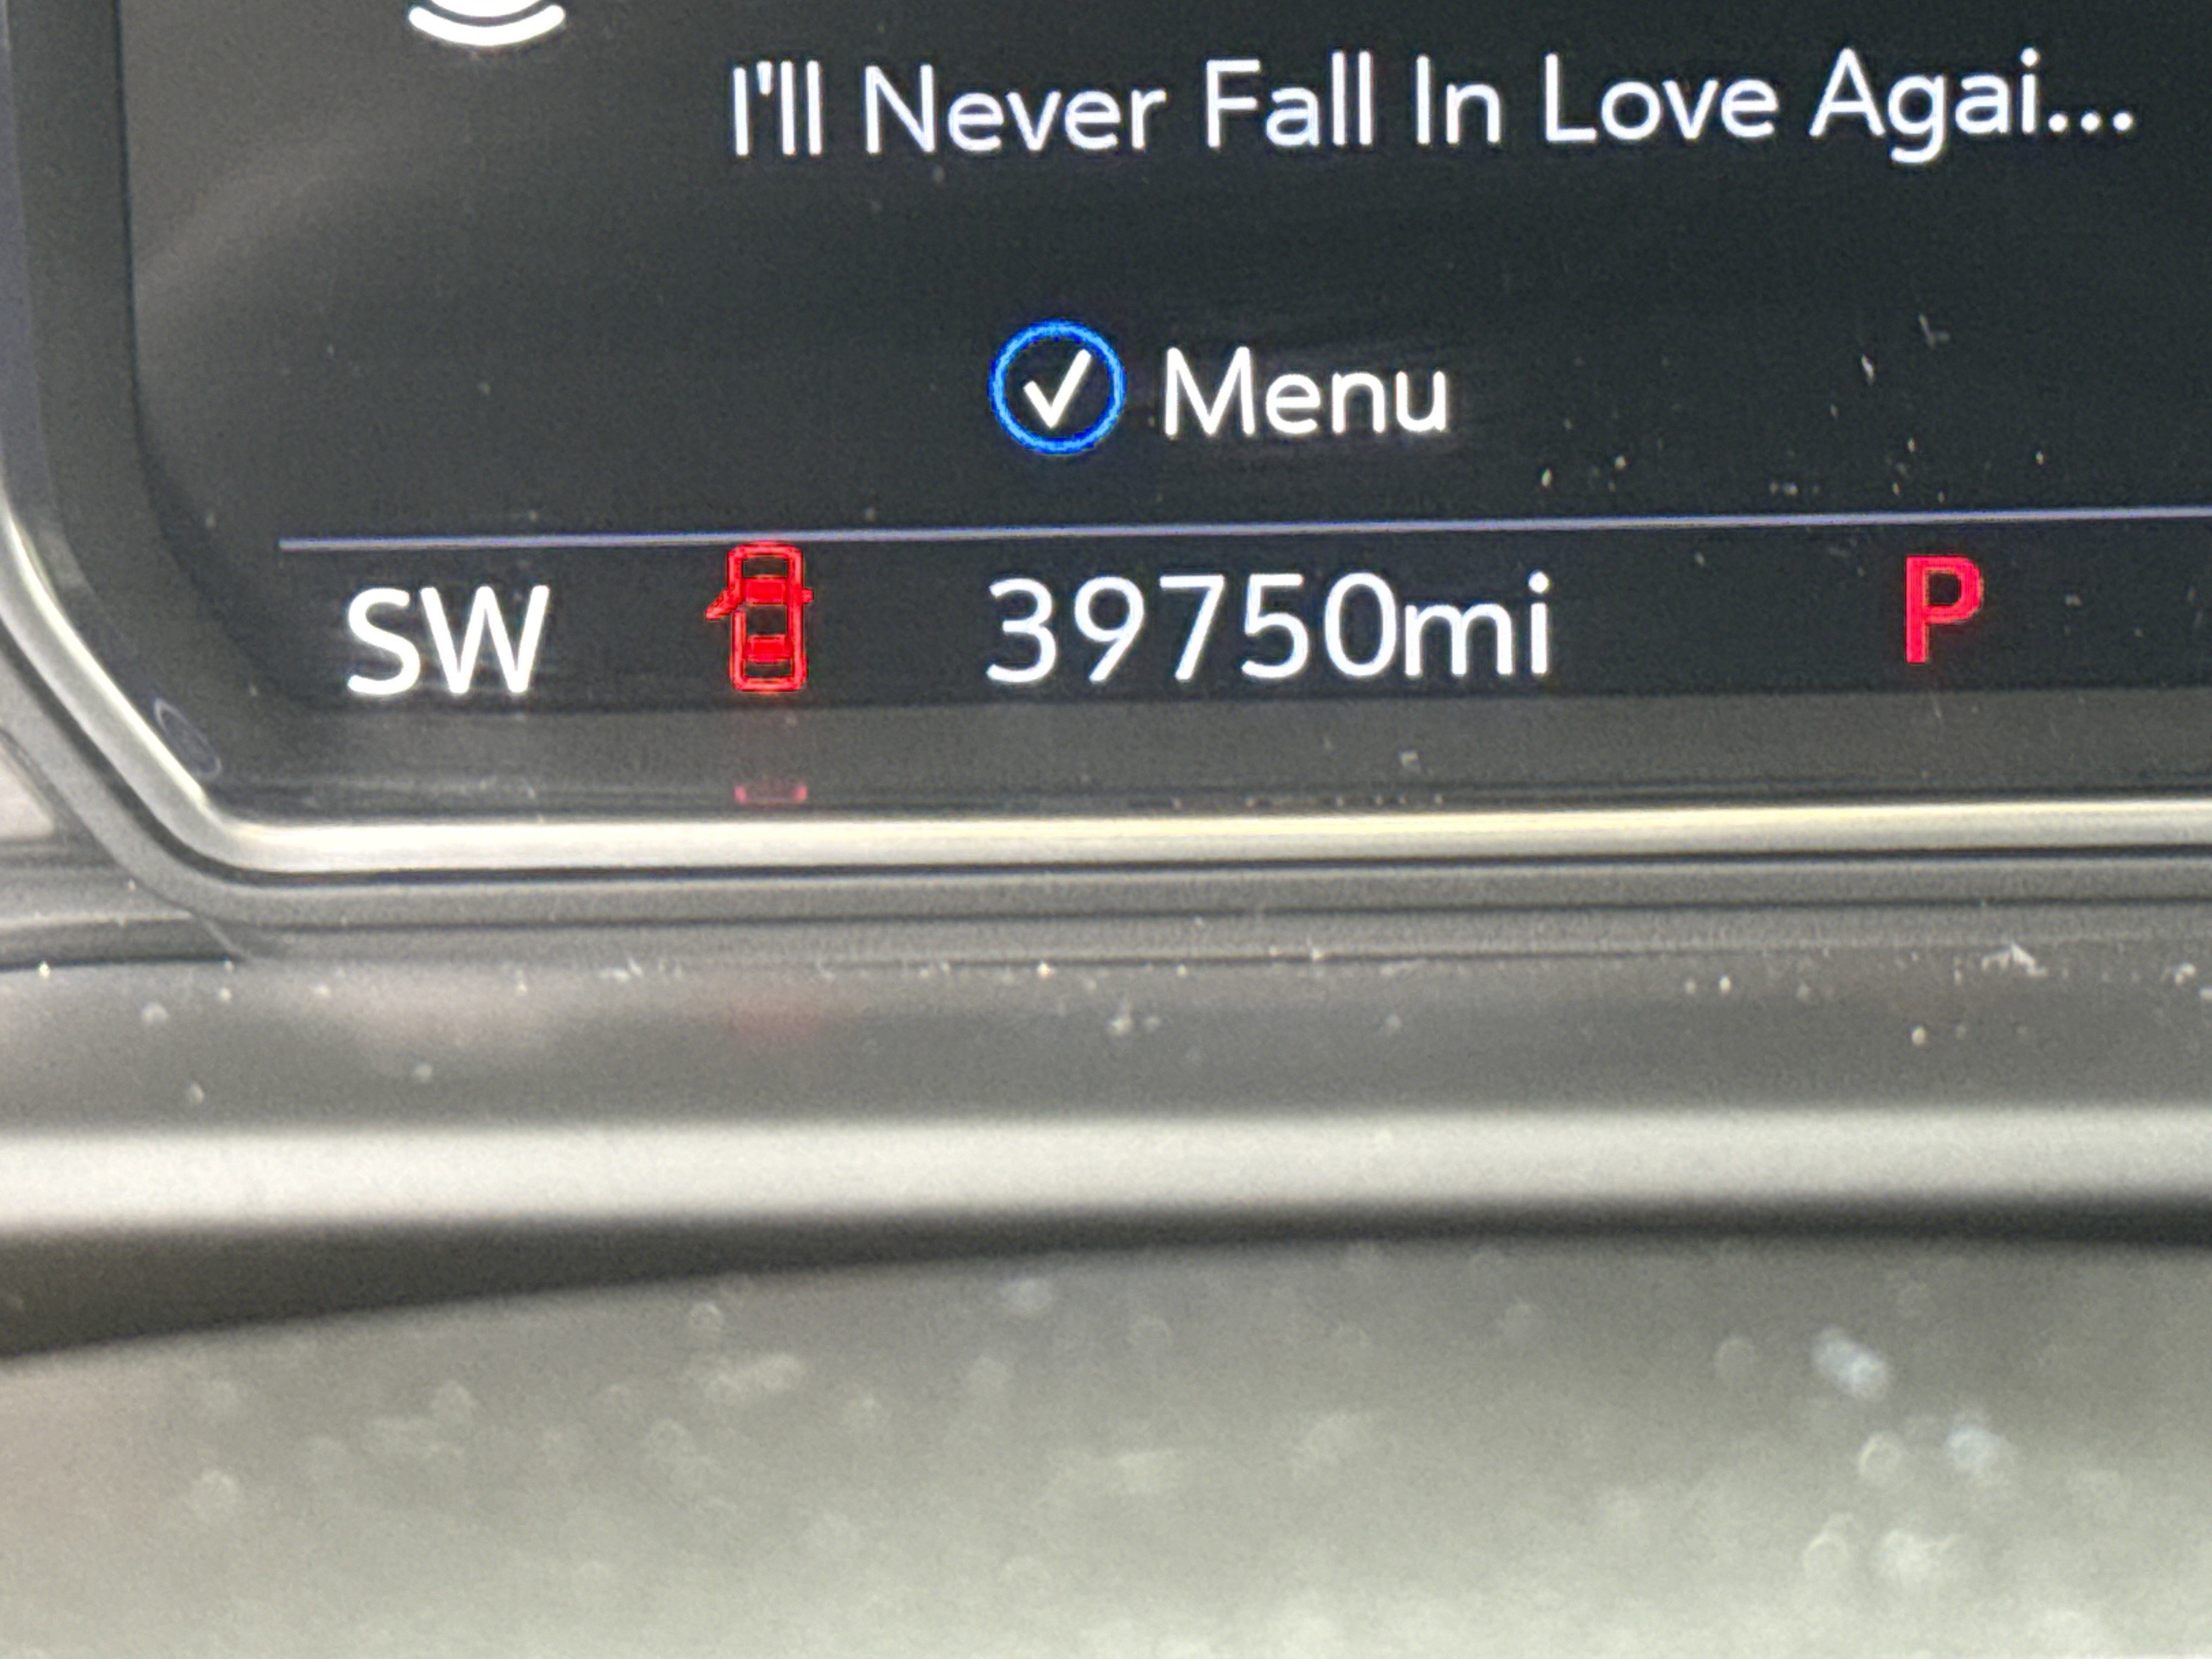 I'll Never Fall In Love Agai...
Menu
SW 39750mi P